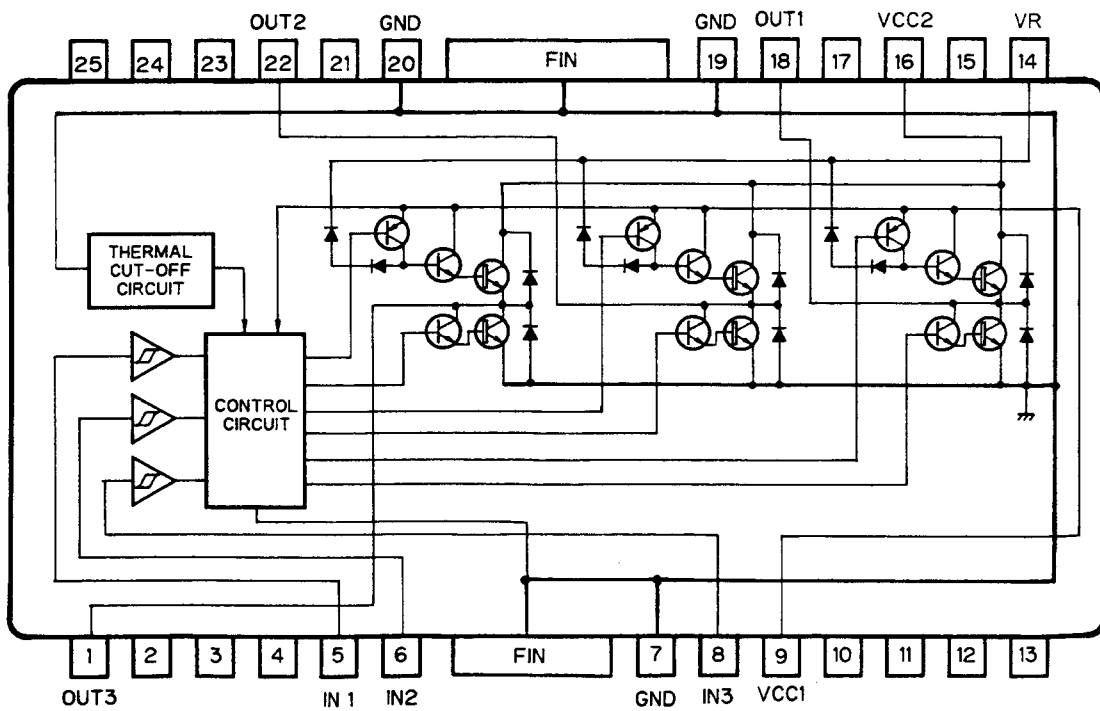 OUT2 GND GND OUT1 VCC2 VR
25 24 23 22 21 20 FIN 19 18 17 16 15 14
THERMAL
CUT-OFF
CIRCUIT
CONTROL
CIRCUIT
1 2 3 4 5 6 FIN 7 8 9 10 11 12 13
OUT3 IN 1 IN2 GND IN3 VCC1